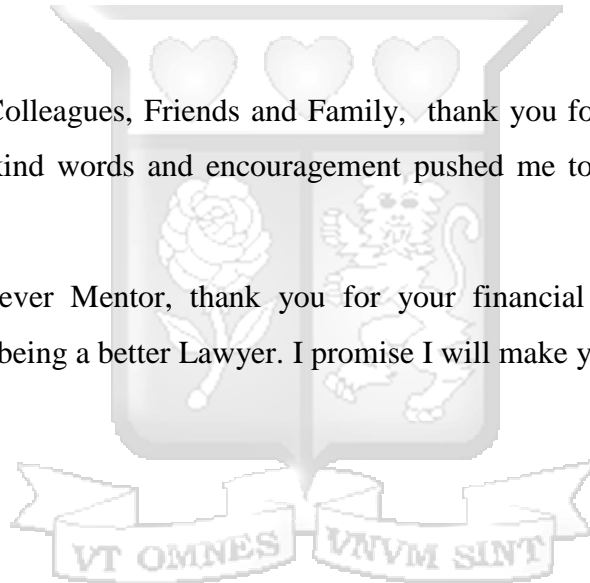 Colleagues, Friends and Family, thank you fo
kind words and encouragement pushed me to
ever Mentor, thank you for your financial
being a better Lawyer. I promise I will make y
VT OMNES VNVM SINT